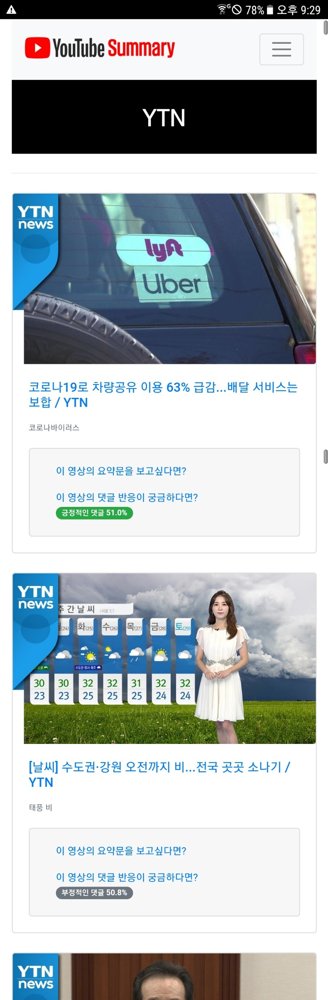 78% 오후 9:29
YouTube Summary
YTN
YTN
news
lyft
Uber
코로나19로 차량공유 이용 63% 급감...배달 서비스는
보합 / YTN
코로나바이러스
이 영상의 요약문을 보고싶다면?
이 영상의 댓글 반응이 궁금하다면?
긍정적인 댓글 51.0%
YTN
news
주간날씨 (서울.℃)
월(24) 화(25) 수(26) 목(27) 금(28) 토(29)
수도권·영서·제주
30 30 32 32 31 32 32
23 23 25 25 25 24 24
[날씨] 수도권·강원 오전까지 비...전국 곳곳 소나기 /
YTN
태풍 비
이 영상의 요약문을 보고싶다면?
이 영상의 댓글 반응이 궁금하다면?
부정적인 댓글 50.8%
YTN
news